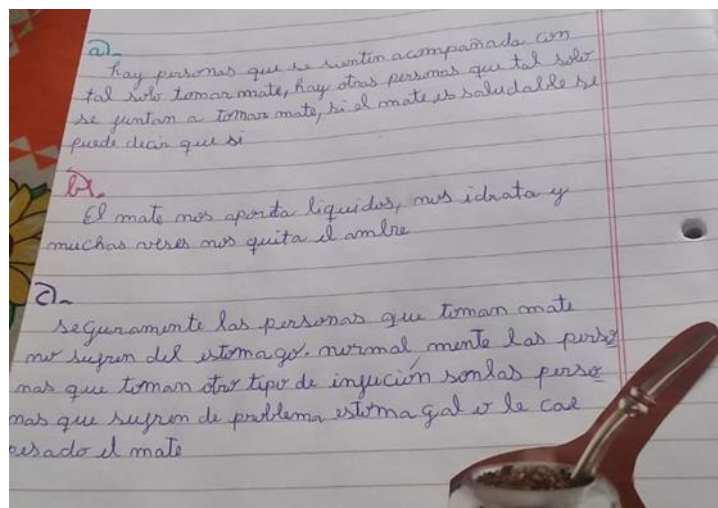 a)-
hay personas que se sienten acompañada con
tal solo tomar mate, hay otras personas que tal solo
se juntan a tomar mate, si el mate es saludable se
puede decir que si
b)-
El mate nos aporta liquidos, nos idrata y
muchas veses nos quita el ambre
c)-
seguramente las personas que toman mate
no sufren del estomago. normal mente las perso
nas que toman otro tipo de infución son las perso
nas que sufren de problema estomagal o le cae
pesado el mate